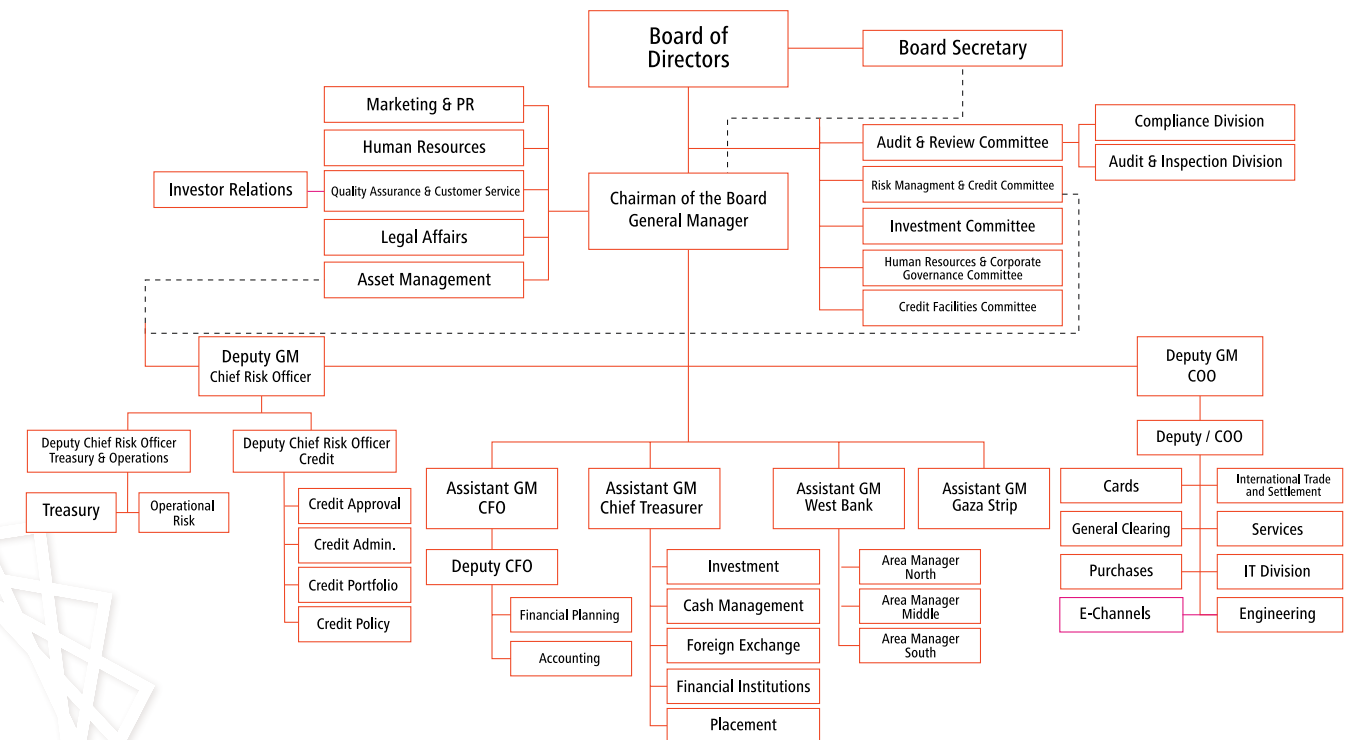 Board of
Directors
Board Secretary
Marketing & PR
Human Resources
Investor Relations
Quality Assurance & Customer Service
Legal Affairs
Asset Management
Chairman of the Board
General Manager
Audit & Review Committee
Compliance Division
Audit & Inspection Division
Risk Managment & Credit Committee
Investment Committee
Human Resources & Corporate
Governance Committee
Credit Facilities Committee
Deputy GM
Chief Risk Officer
Deputy GM
COO
Deputy Chief Risk Officer
Treasury & Operations
Deputy Chief Risk Officer
Credit
Deputy / COO
Treasury
Operational
Risk
Credit Approval
Credit Admin.
Credit Portfolio
Credit Policy
Assistant GM
CFO
Deputy CFO
Financial Planning
Accounting
Assistant GM
Chief Treasurer
Investment
Cash Management
Foreign Exchange
Financial Institutions
Placement
Assistant GM
West Bank
Area Manager
North
Area Manager
Middle
Area Manager
South
Assistant GM
Gaza Strip
Cards
International Trade
and Settlement
General Clearing
Services
Purchases
IT Division
E-Channels
Engineering